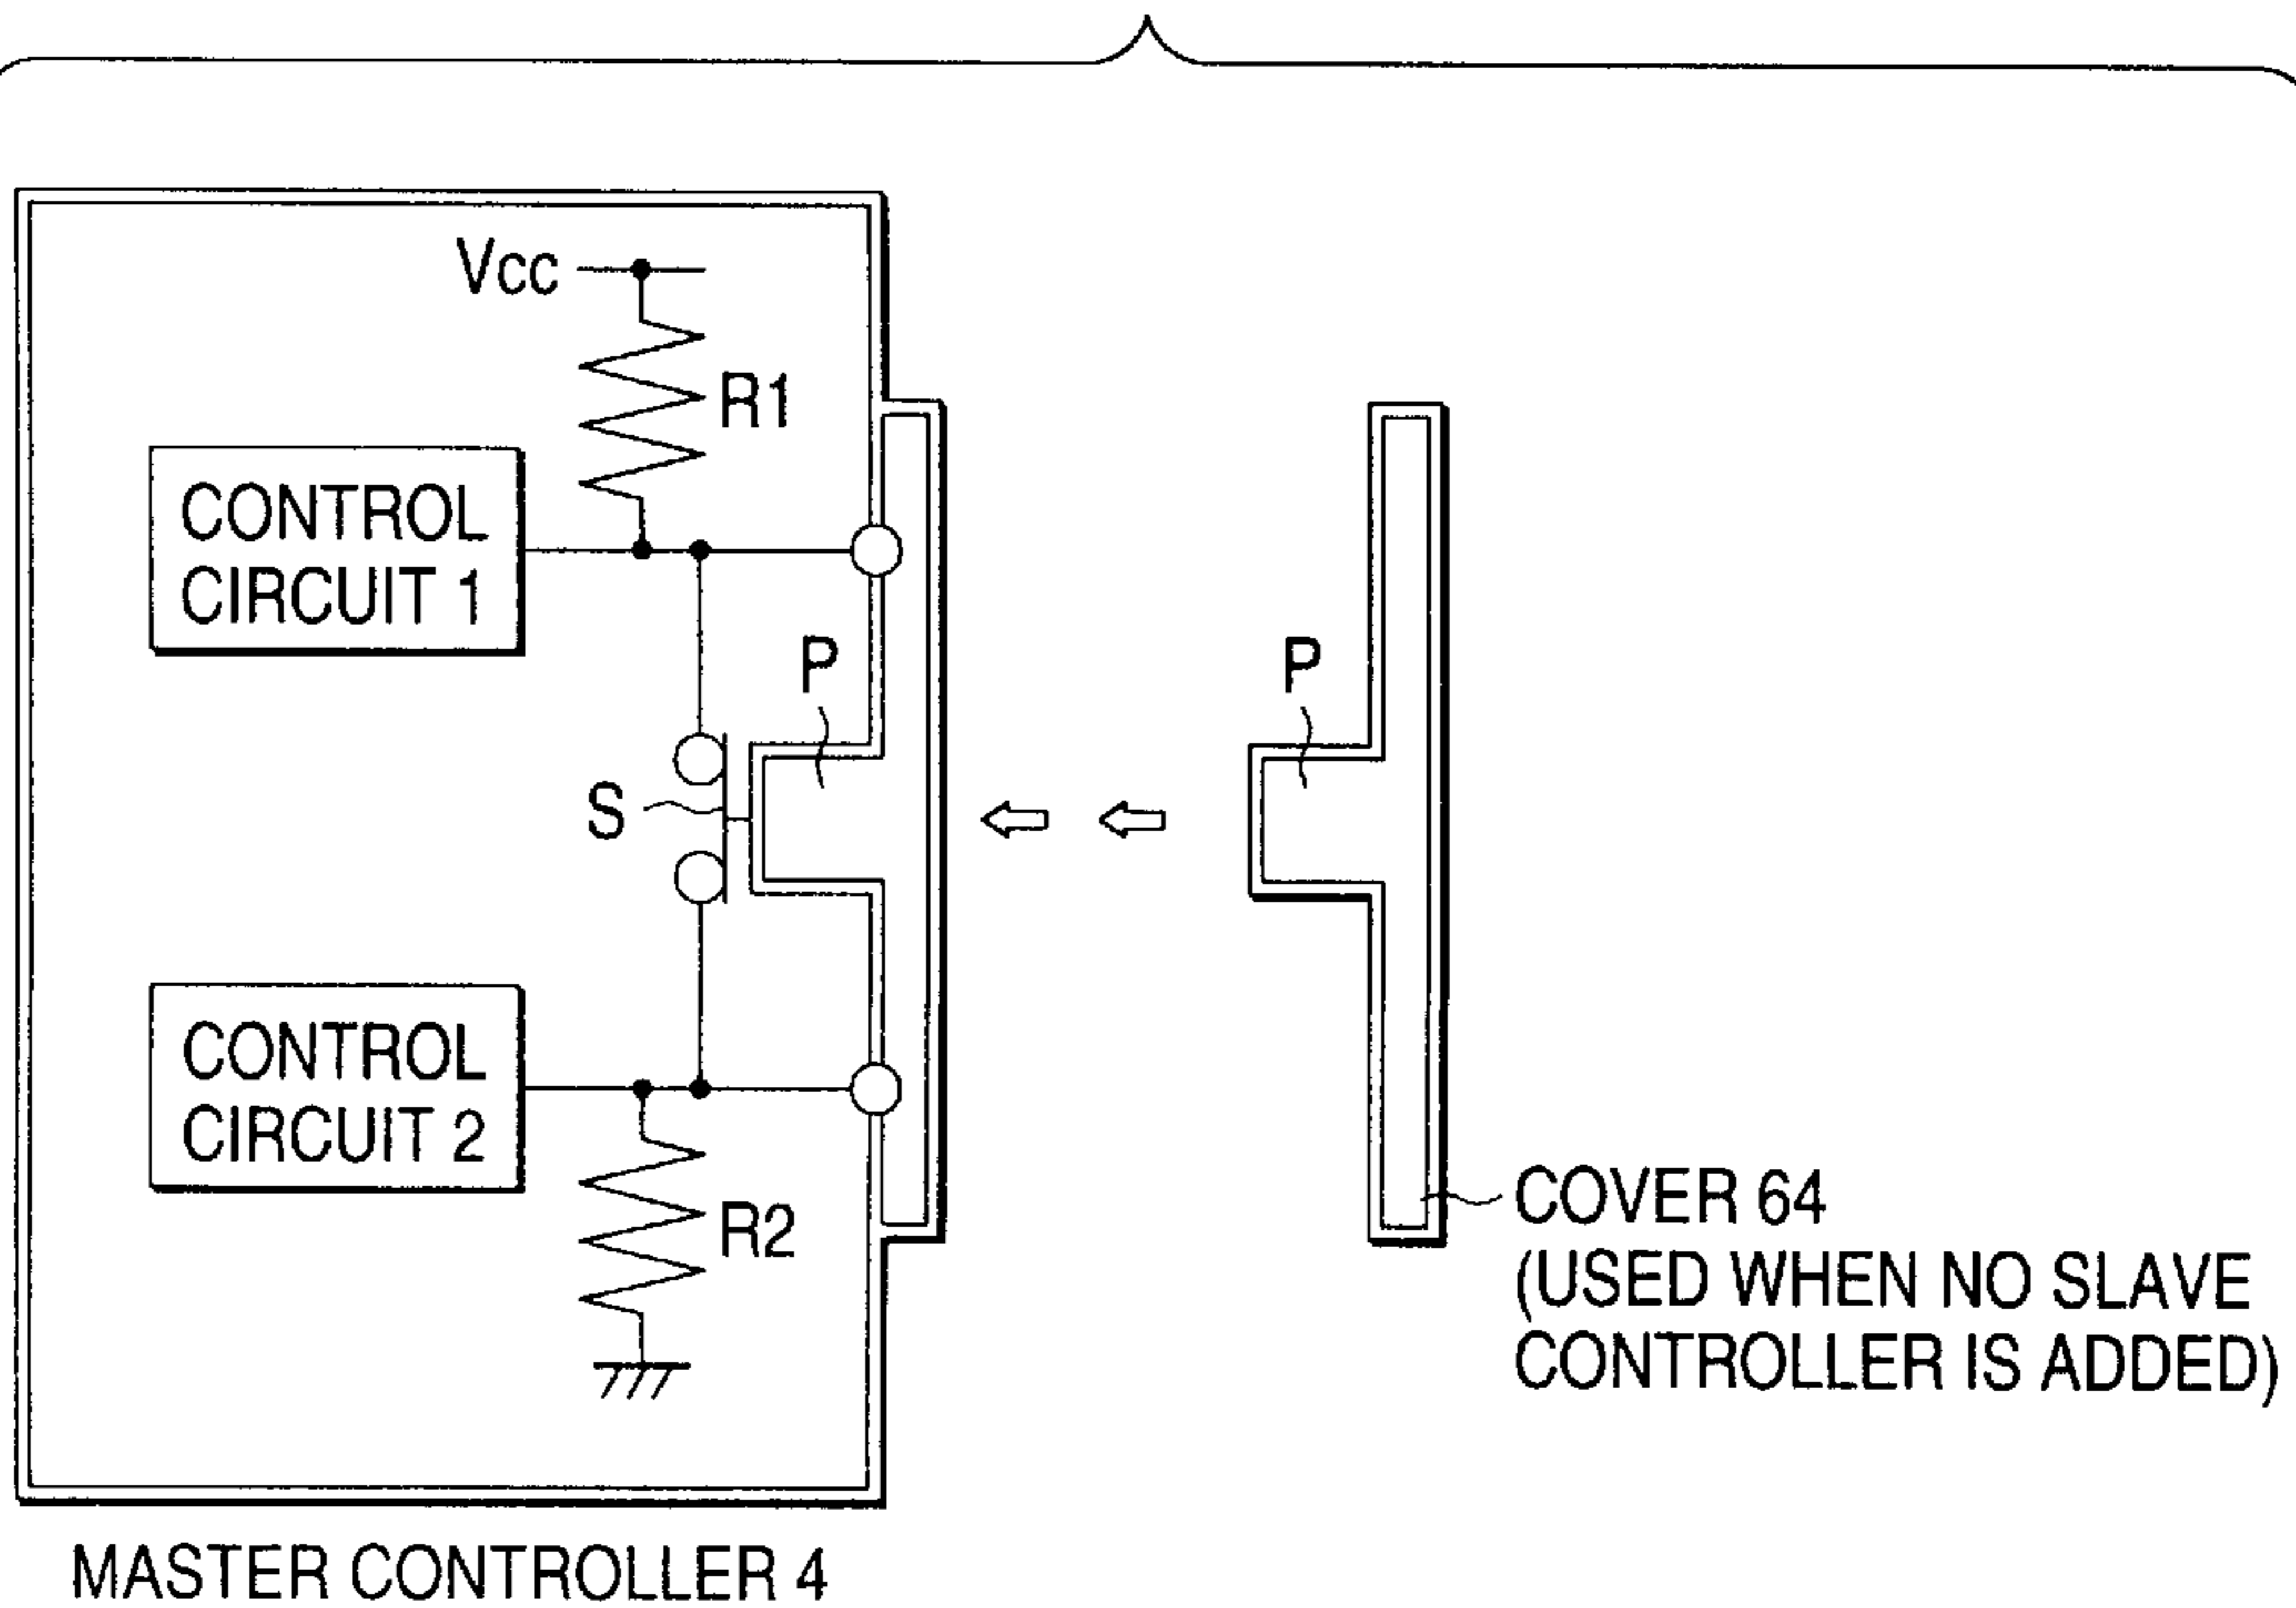 Vcc
R1
CONTROL
CIRCUIT 1
P
P
S
CONTROL
CIRCUIT 2
R2
COVER 64
(USED WHEN NO SLAVE
CONTROLLER IS ADDED)
MASTER CONTROLLER 4